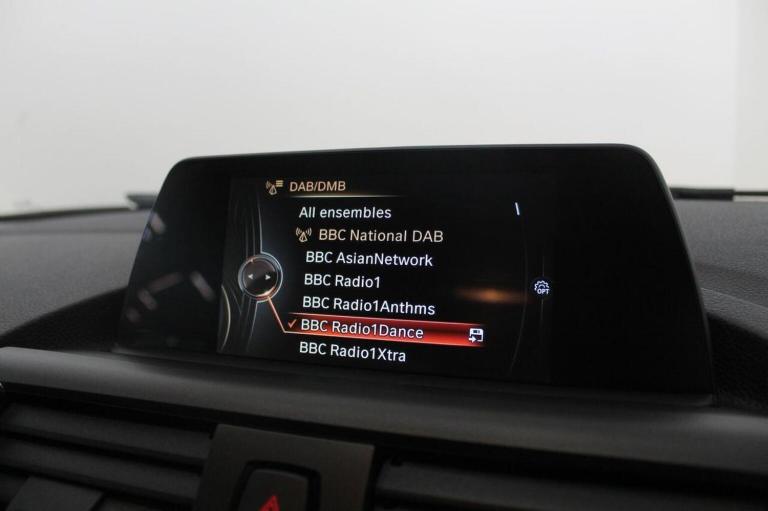 DAB/DMB
All ensembles
BBC National DAB
BBC AsianNetwork
BBC Radio1
OPT
BBC Radio1Anthms
BBC Radio1Dance
BBC Radio1Xtra